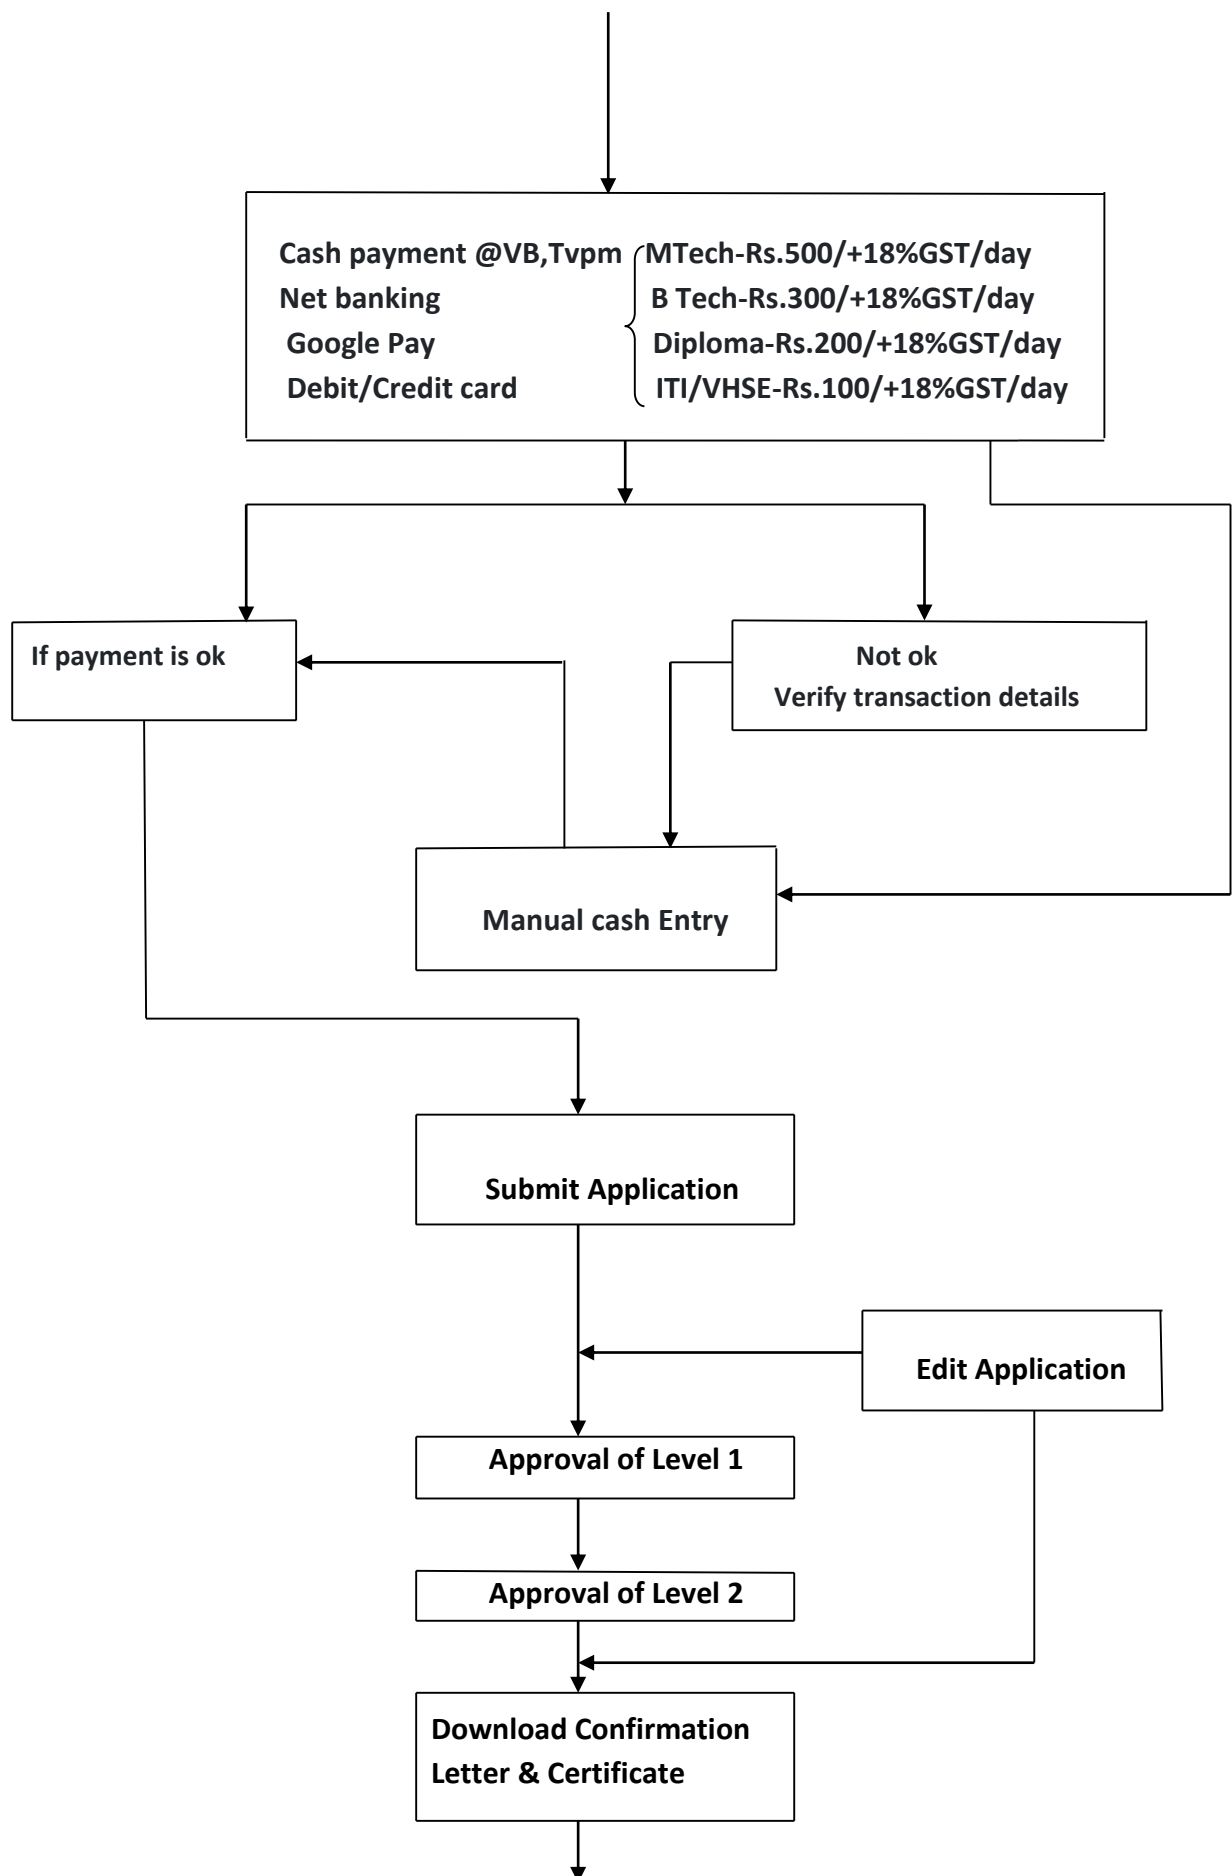 Cash payment @VB,Tvpm MTech-Rs.500/+18%GST/day
Net banking B Tech-Rs.300/+18%GST/day
Google Pay Diploma-Rs.200/+18%GST/day
Debit/Credit card ITI/VHSE-Rs.100/+18%GST/day
If payment is ok
Not ok
Verify transaction details
Manual cash Entry
Submit Application
Edit Application
Approval of Level 1
Approval of Level 2
Download Confirmation
Letter & Certificate